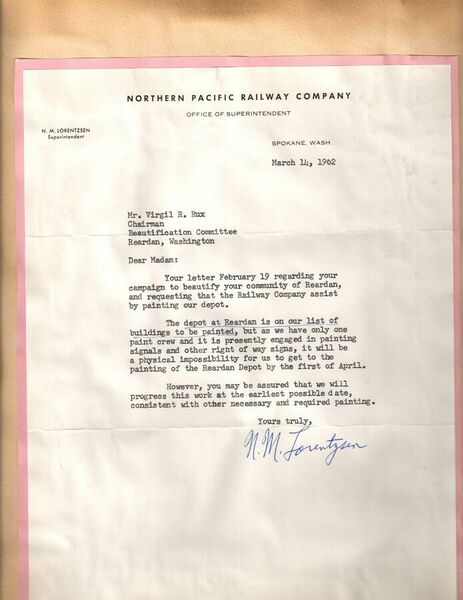 NORTHERN PACIFIC RAILWAY COMPANY
OFFICE OF SUPERINTENDENT
N. M. LORENTZSEN
Superintendent
SPOKANE, WASH.
March 14, 1962
Mr. Virgil R. Rux
Chairman
Beautification Committee
Reardan, Washington
Dear Madam:
Your letter February 19 regarding your
campaign to beautify your community of Reardan,
and requesting that the Railway Company assist
by painting our depot.
The depot at Reardan is on our list of
buildings to be painted, but as we have only one
paint crew and it is presently engaged in painting
signals and other right of way signs, it will be
a physical impossibility for us to get to the
painting of the Reardan Depot by the first of April.
However, you may be assured that we will
progress this work at the earliest possible date,
consistent with other necessary and required painting.
Yours truly,
N. M. Lorentzsen